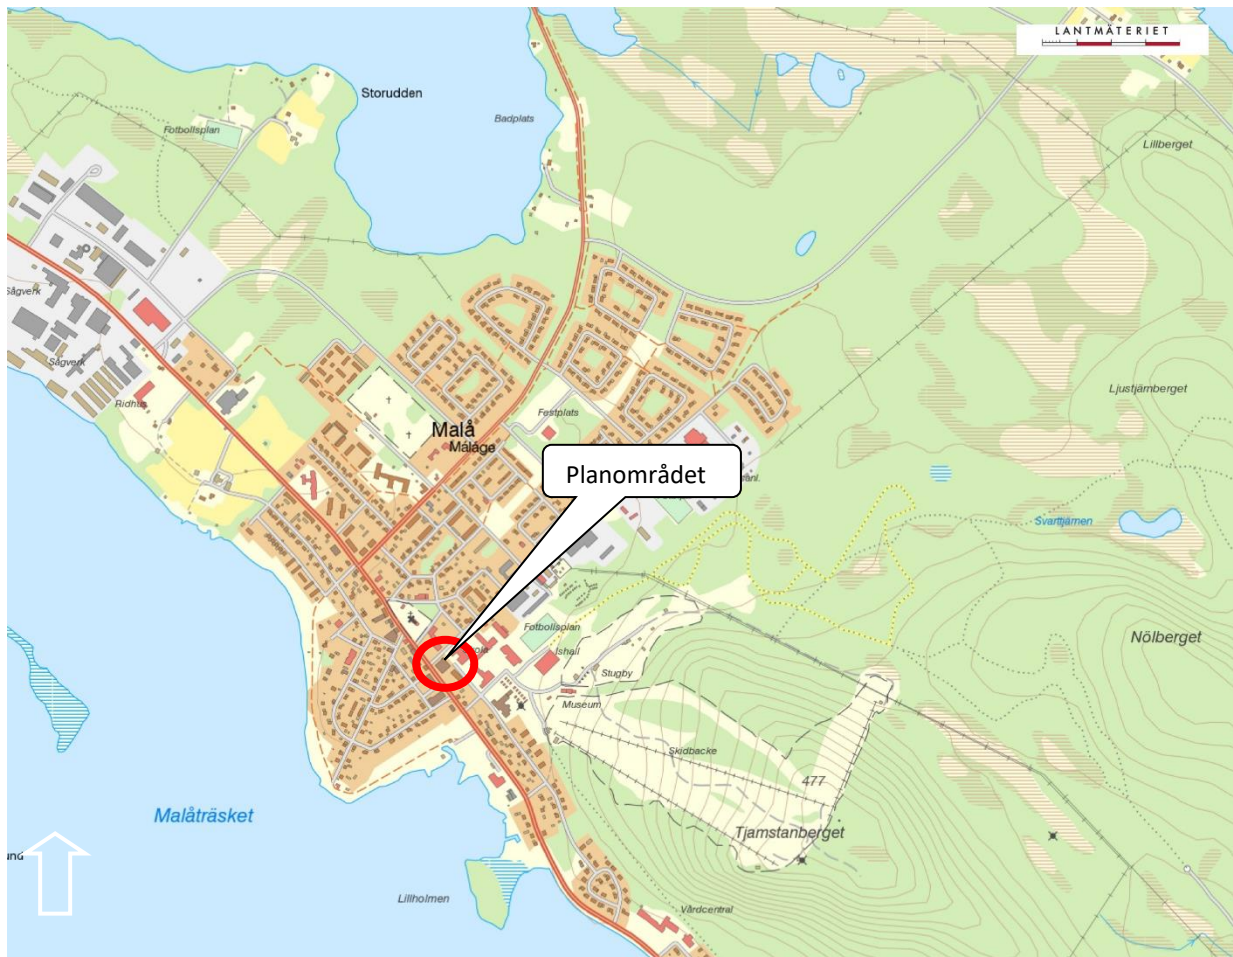 LANTMÄTERIET
Storudden
Badplats
Fotbollsplan
Lillberget
Sågverk
Sågverk
Ridhus
Ljustjärnberget
Festplats
Malå
Málåge
Planområdet
Svarttjärnen
Fotbollsplan
Ishall
Nölberget
Stugby
Museum
Skidbacke
477
Malåträsket
Tjamstanberget
Lillholmen
Vårdcentral